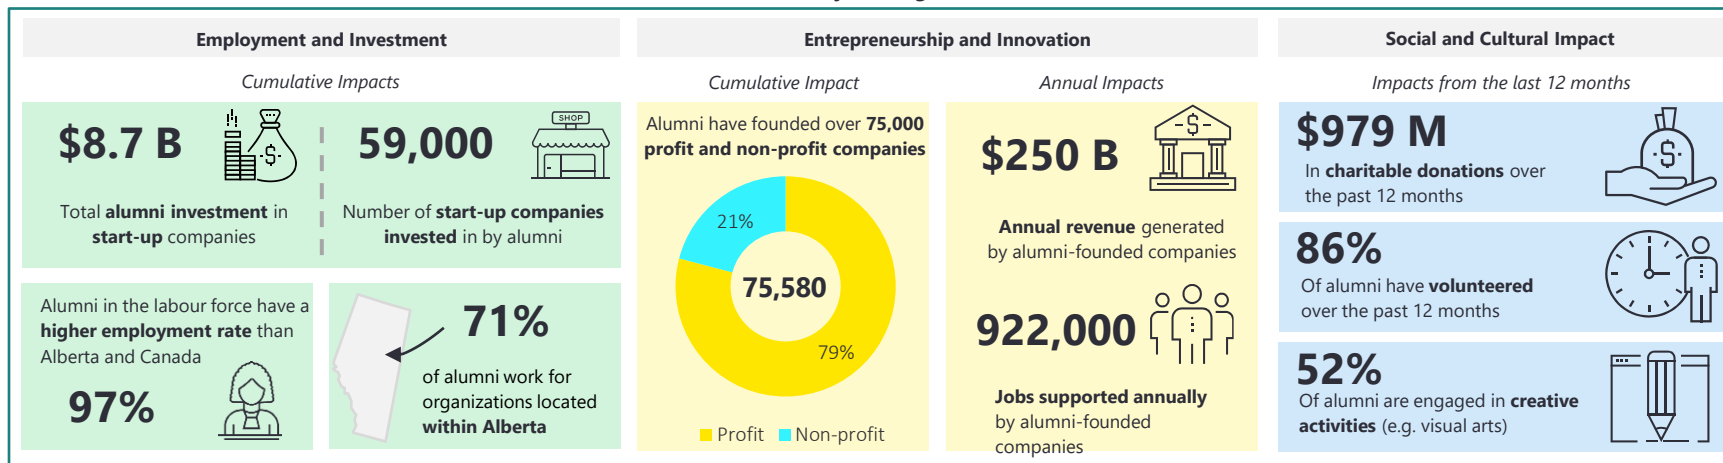 Employment and Investment
Cumulative Impacts
$8.7 B
Total alumni investment in
start-up companies
SHOP
59,000
Number of start-up companies
invested in by alumni
Alumni in the labour force have a
higher employment rate than
Alberta and Canada
97%
71%
of alumni work for
organizations located
within Alberta
Entrepreneurship and Innovation
Cumulative Impact
Alumni have founded over 75,000
profit and non-profit companies
21%
75,580
79%
Profit Non-profit
Annual Impacts
$250 B
Annual revenue generated
by alumni-founded companies
922,000
Jobs supported annually
by alumni-founded
companies
Social and Cultural Impact
Impacts from the last 12 months
$979 M
In charitable donations over
the past 12 months
86%
Of alumni have volunteered
over the past 12 months
52%
Of alumni are engaged in creative
activities (e.g. visual arts)